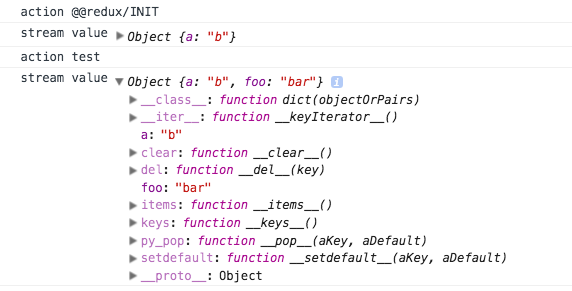 action @@redux/INIT
stream value ▶Object {a: "b"}
action test
stream value ▼Object {a: "b", foo: "bar"} i
▶__class__: function dict(objectOrPairs)
▶__iter__: function __keyIterator__()
a: "b"
▶clear: function __clear__()
▶del: function __del__(key)
foo: "bar"
▶items: function __items__()
▶keys: function __keys__()
▶py_pop: function __pop__(aKey, aDefault)
▶setdefault: function __setdefault__(aKey, aDefault)
▶__proto__: Object